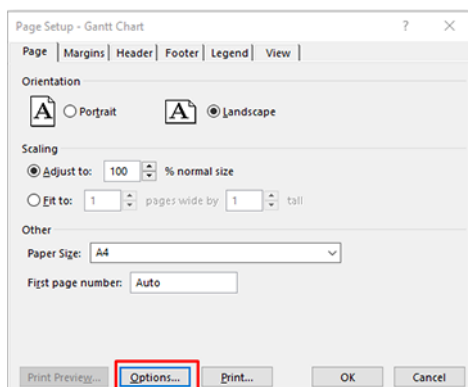 Page Setup - Gantt Chart ? ×
Page Margins Header Footer Legend View
Orientation
A Portrait A Landscape
Scaling
Adjust to: 100 % normal size
Fit to: 1 pages wide by 1 tall
Other
Paper Size: A4
First page number: Auto
Print Preview... Options... Print... OK Cancel